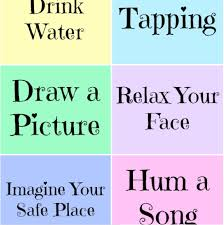 Drink
Water
Tapping
Draw a
Picture
Relax Your
Face
Imagine Your
Safe Place
Hum a
Song